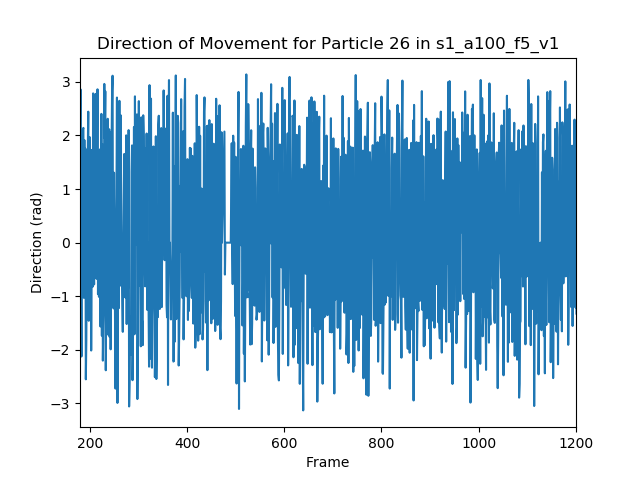 Direction of Movement for Particle 26 in s1_a100_f5_v1
3
2
1
0
−1
−2
−3
Direction (rad)
200 400 600 800 1000 1200
Frame